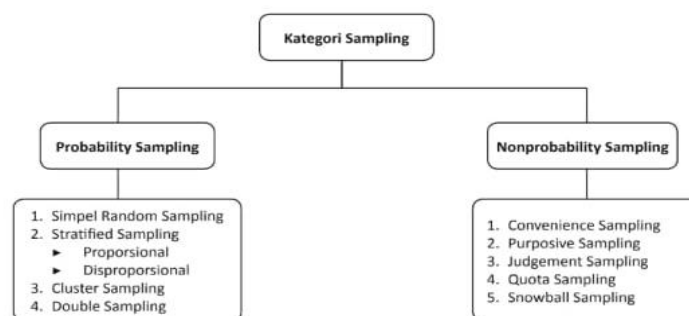 Kategori Sampling
Probability Sampling
1. Simpel Random Sampling
2. Stratified Sampling
► Proporsional
► Disproporsional
3. Cluster Sampling
4. Double Sampling
Nonprobability Sampling
1. Convenience Sampling
2. Purposive Sampling
3. Judgement Sampling
4. Quota Sampling
5. Snowball Sampling